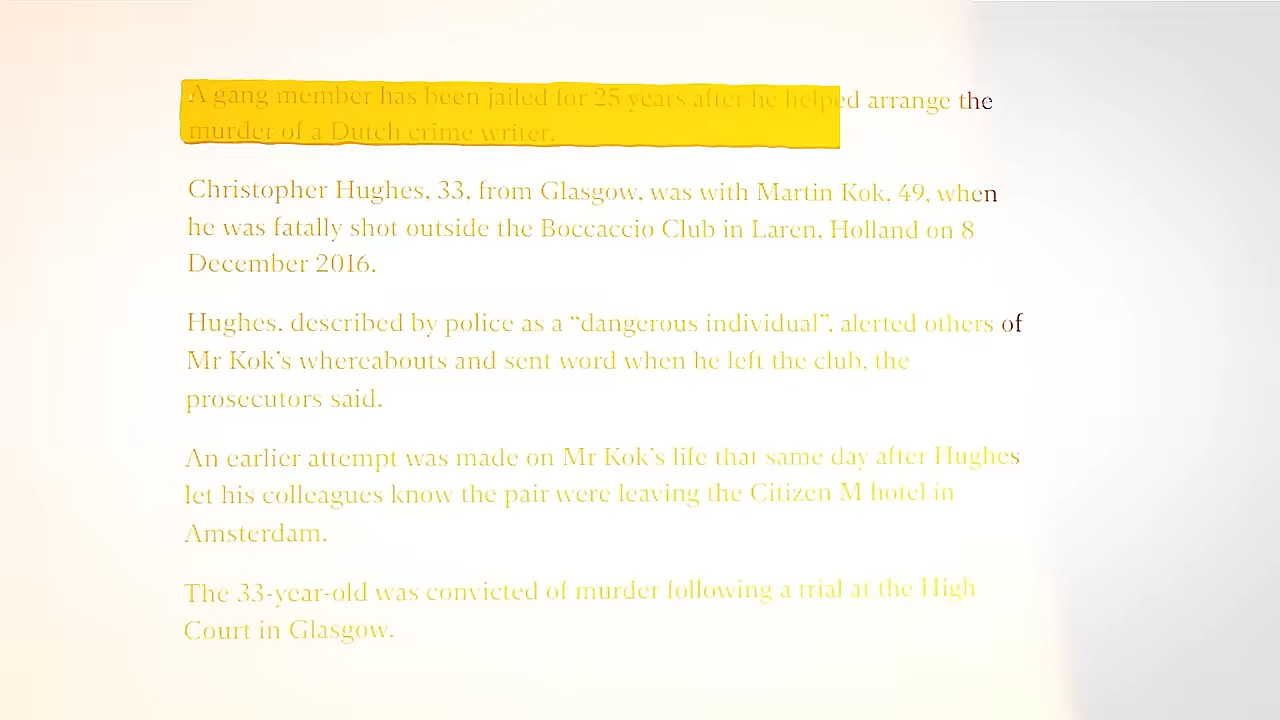 A gang member has been jailed for 25 years after he helped arrange the
murder of a Dutch crime writer.
Christopher Hughes, 33, from Glasgow, was with Martin Kok, 49, when
he was fatally shot outside the Boccaccio Club in Laren, Holland on 8
December 2016.
Hughes, described by police as a “dangerous individual”, alerted others of
Mr Kok’s whereabouts and sent word when he left the club, the
prosecutors said.
An earlier attempt was made on Mr Kok’s life that same day after Hughes
let his colleagues know the pair were leaving the Citizen M hotel in
Amsterdam.
The 33-year-old was convicted of murder following a trial at the High
Court in Glasgow.